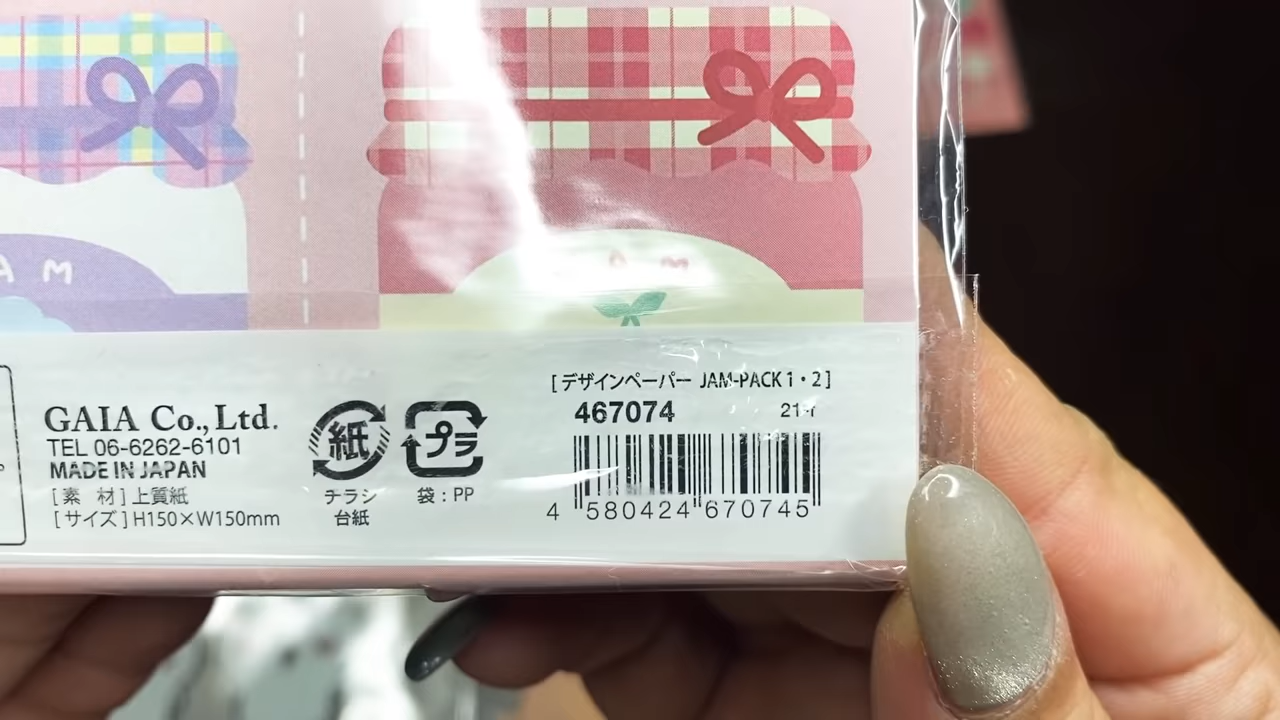 AM
GAIA Co., Ltd.
TEL 06-6262-6101
MADE IN JAPAN
[素 材]上質紙
[サイズ]H150×W150mm
紙
チラシ
台紙
プラ
袋:PP
[デザインペーパー JAM-PACK1・2]
467074
4 580424 670745